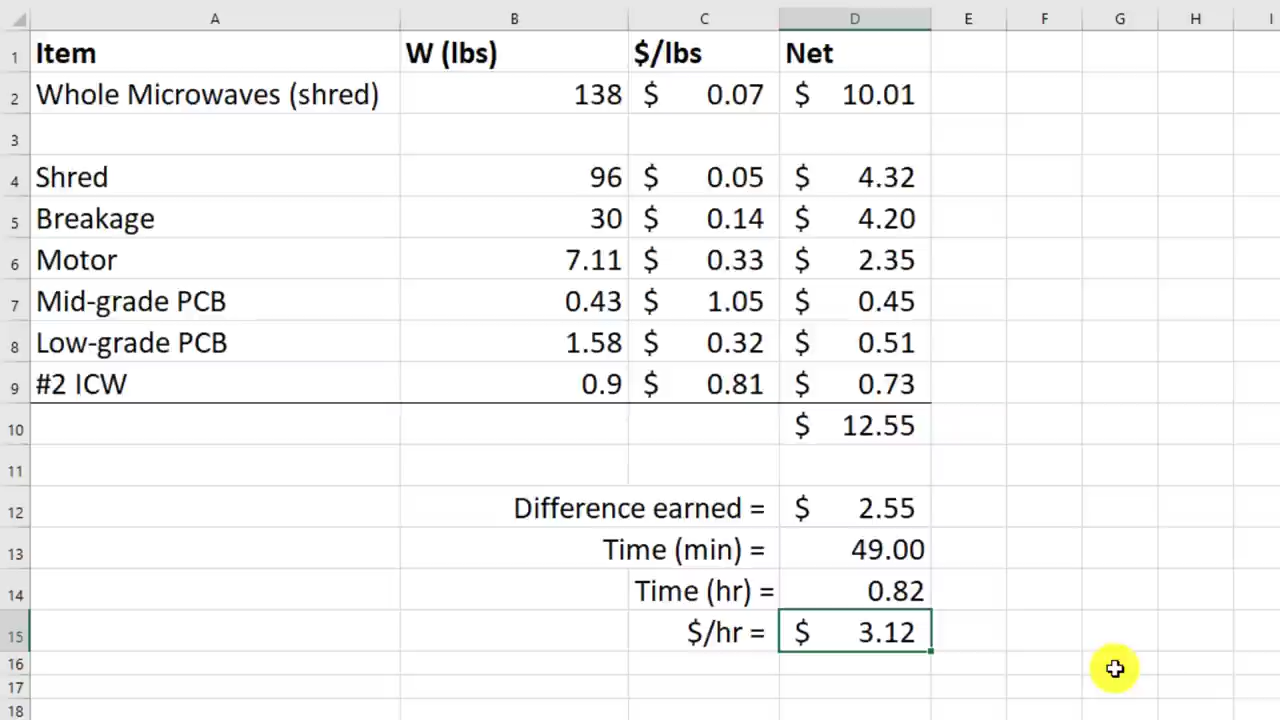 A B C D E F G H I
1 Item W (lbs) $/lbs Net
2 Whole Microwaves (shred) 138 $ 0.07 $ 10.01
3
4 Shred 96 $ 0.05 $ 4.32
5 Breakage 30 $ 0.14 $ 4.20
6 Motor 7.11 $ 0.33 $ 2.35
7 Mid-grade PCB 0.43 $ 1.05 $ 0.45
8 Low-grade PCB 1.58 $ 0.32 $ 0.51
9 #2 ICW 0.9 $ 0.81 $ 0.73
10 $ 12.55
11
12 Difference earned = $ 2.55
13 Time (min) = 49.00
14 Time (hr) = 0.82
15 $/hr = $ 3.12
16
17
18